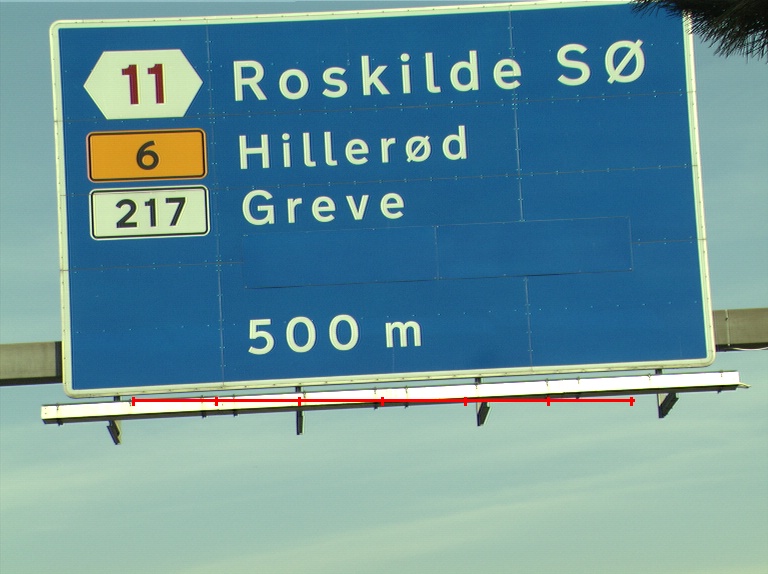 11 Roskilde SØ
6 Hillerød
217 Greve
500 m